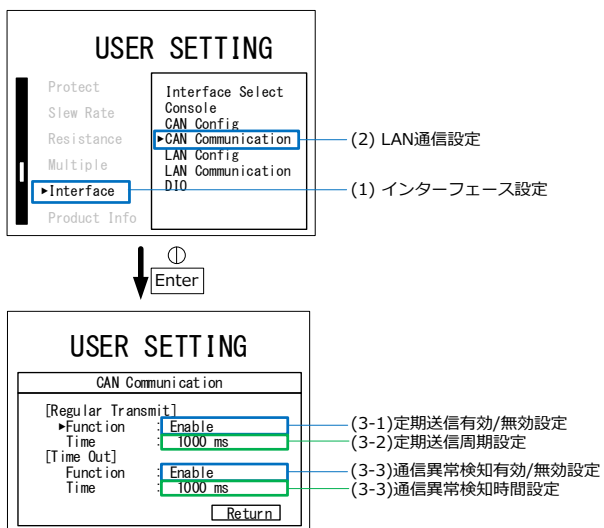 USER SETTING
Protect
Slew Rate
Resistance
Multiple
▶Interface
Product Info
Interface Select
Console
CAN Config
▶CAN Communication
LAN Config
LAN Communication
DIO
(2) LAN通信設定
(1) インターフェース設定
Enter
USER SETTING
CAN Communication
[Regular Transmit]
▶Function : Enable
Time : 1000 ms
[Time Out]
Function : Enable
Time : 1000 ms
Return
(3-1)定期送信有効/無効設定
(3-2)定期送信周期設定
(3-3)通信異常検知有効/無効設定
(3-3)通信異常検知時間設定